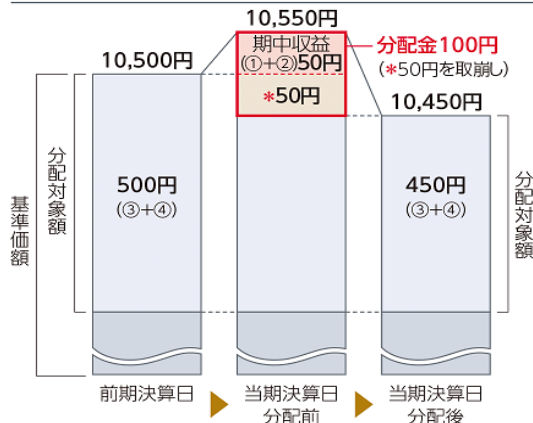 10,550円
期中収益
(①+②)50円
*50円
分配金100円
(*50円を取崩し)
10,500円
10,450円
500円
(③+④)
450円
(③+④)
基準価額
分配対象額
分配対象額
前期決算日
当期決算日
分配前
当期決算日
分配後